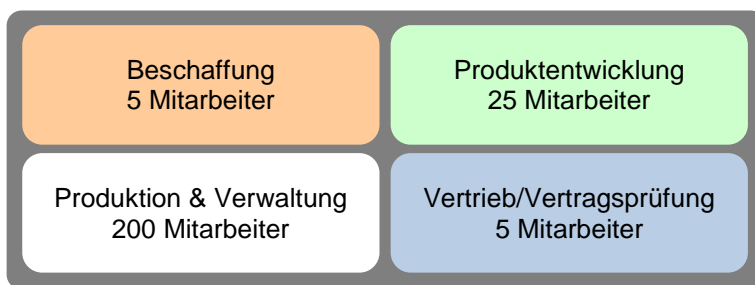 Beschaffung
5 Mitarbeiter
Produktentwicklung
25 Mitarbeiter
Produktion & Verwaltung
200 Mitarbeiter
Vertrieb/Vertragsprüfung
5 Mitarbeiter